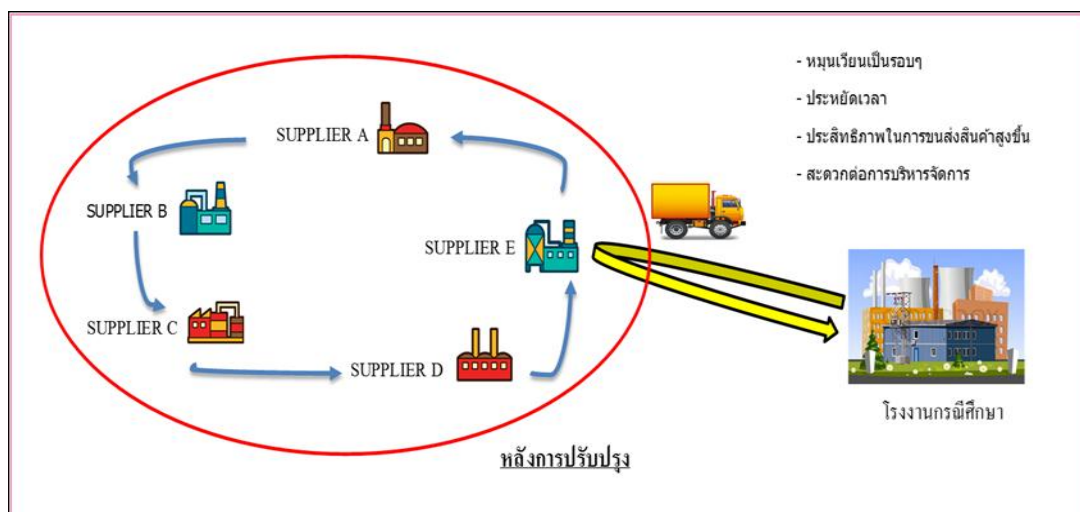 - หมุนเวียนเป็นรอบๆ
- ประหยัดเวลา
- ประสิทธิภาพในการขนส่งสินค้าสูงขึ้น
- สะดวกต่อการบริหารจัดการ
SUPPLIER A
SUPPLIER B
SUPPLIER E
SUPPLIER C
SUPPLIER D
โรงงานกรณีศึกษา
หลังการปรับปรุง